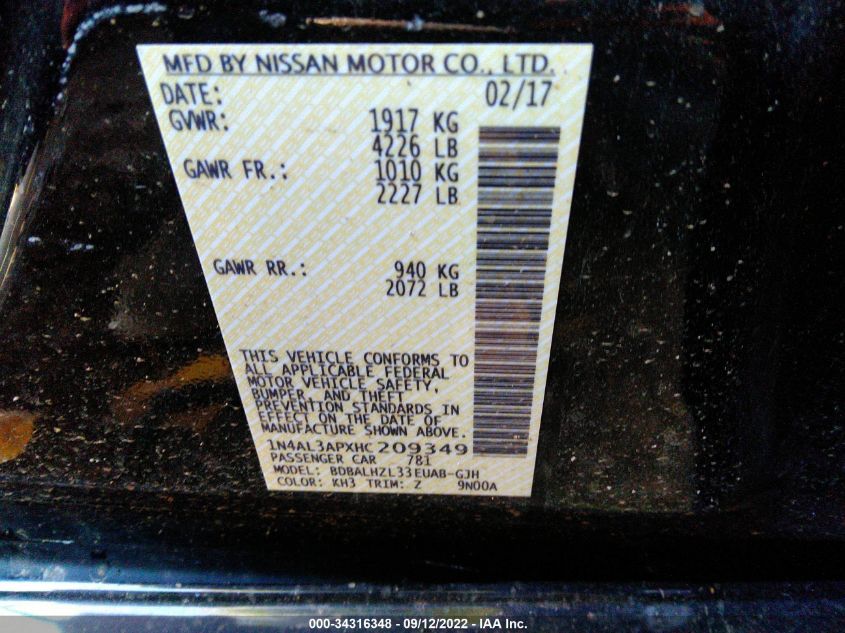 MFD BY NISSAN MOTOR CO., LTD.
DATE: 02/17
GVWR: 1917 KG
4226 LB
GAWR FR.: 1010 KG
2227 LB
GAWR RR.: 940 KG
2072 LB
THIS VEHICLE CONFORMS TO
ALL APPLICABLE FEDERAL
MOTOR VEHICLE SAFETY,
BUMPER, AND THEFT
PREVENTION STANDARDS IN
EFFECT ON THE DATE OF
MANUFACTURE SHOWN ABOVE.
1N4AL3APXHC209349
PASSENGER CAR 781
MODEL: BDBALHZL33EUAB-GJH
COLOR: KH3 TRIM: Z 9N00A
000-34316348 - 09/12/2022 - IAA Inc.